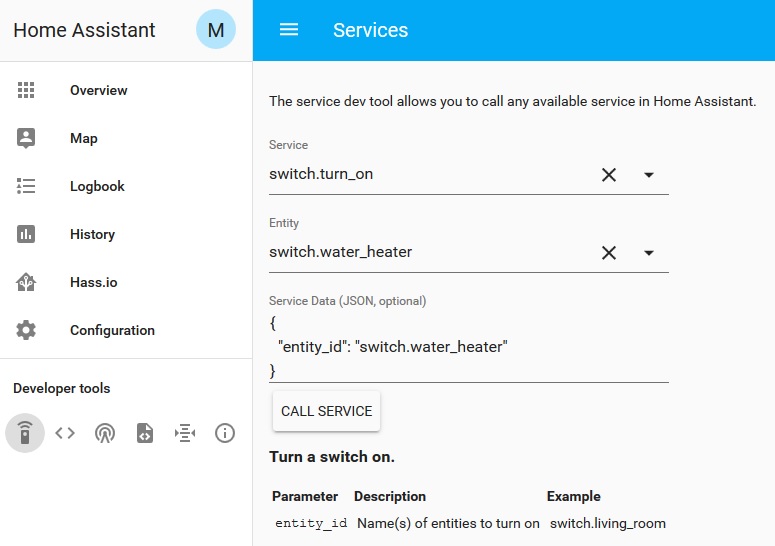 Home Assistant
M
Overview
Map
Logbook
History
Hass.io
Configuration
Developer tools
Services
The service dev tool allows you to call any available service in Home Assistant.
Service
switch.turn_on
Entity
switch.water_heater
Service Data (JSON, optional)
{
"entity_id": "switch.water_heater"
}
CALL SERVICE
Turn a switch on.
Parameter Description Example
entity_id Name(s) of entities to turn on switch.living_room